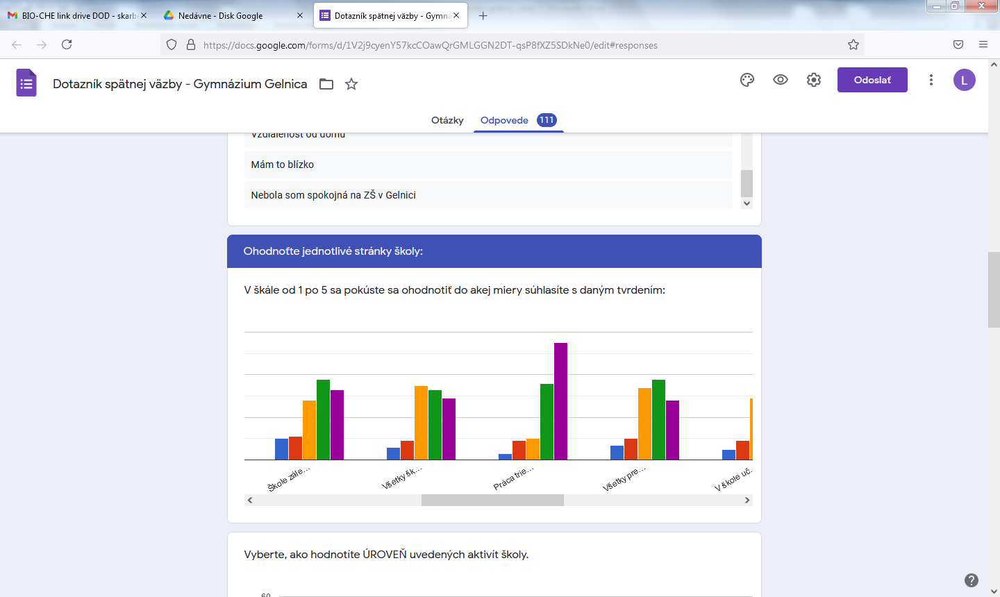 BIO-CHE link drive DOD - skarb
Nedávne - Disk Google
Dotazník spätnej väzby - Gymna
https://docs.google.com/forms/d/1V2j9cyenY57kcCOawQrGMLGGN2DT-qsP8fXZ5SDkNe0/edit#responses
Dotazník spätnej väzby - Gymnázium Gelnica
Odoslať
L
Otázky
Odpovede 111
Vzdialenosť od domu
Mám to blízko
Nebola som spokojná na ZŠ v Gelnici
Ohodnoťte jednotlivé stránky školy:
V škále od 1 po 5 sa pokúste sa ohodnotiť do akej miery súhlasíte s daným tvrdením:
Škole zále…
Všetky šk…
Práca trie…
Všetky pre…
V škole uč.
Vyberte, ako hodnotíte ÚROVEŇ uvedených aktivít školy.
60